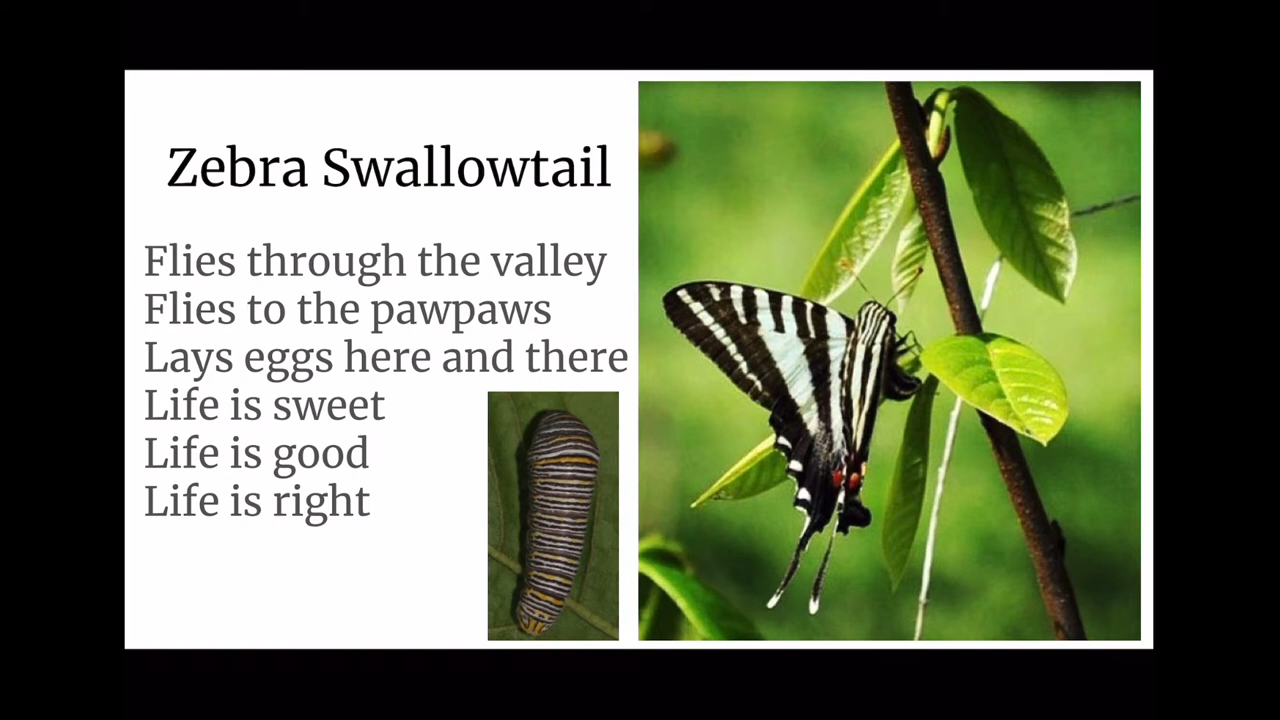 Zebra Swallowtail
Flies through the valley
Flies to the pawpaws
Lays eggs here and there
Life is sweet
Life is good
Life is right